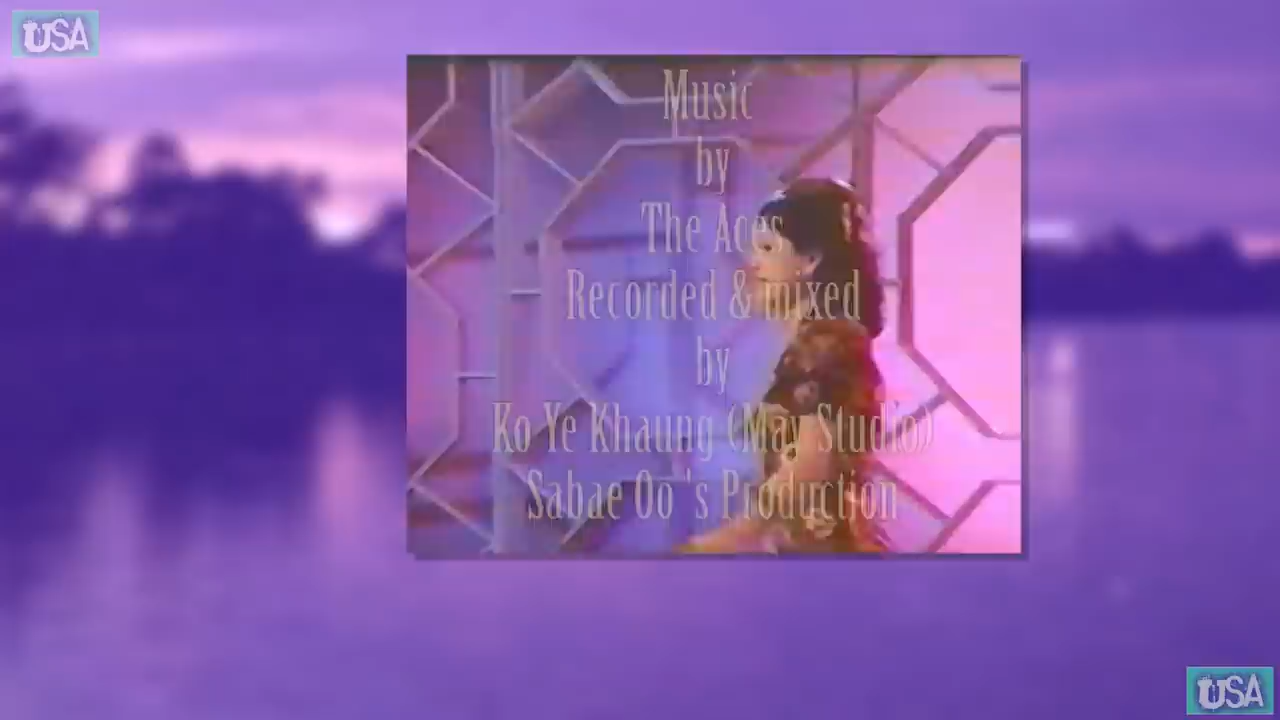 USA
Music
by
The Aces
Recorded & mixed
by
Ko Ye Khaung (May Studio)
Sabae Oo 's Production
USA